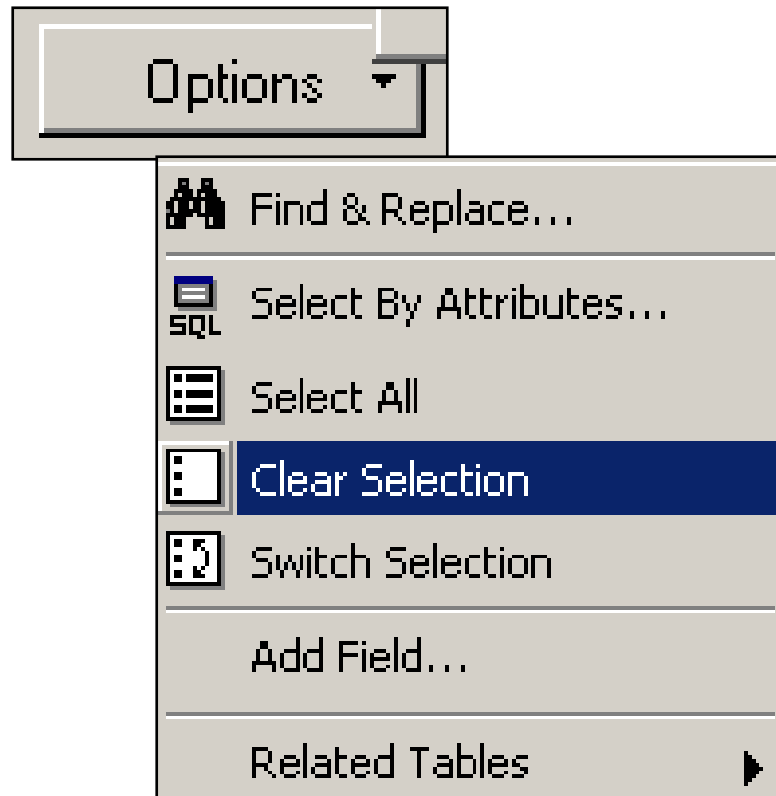 Options
Find & Replace...
SQL
Select By Attributes...
Select All
Clear Selection
Switch Selection
Add Field...
Related Tables